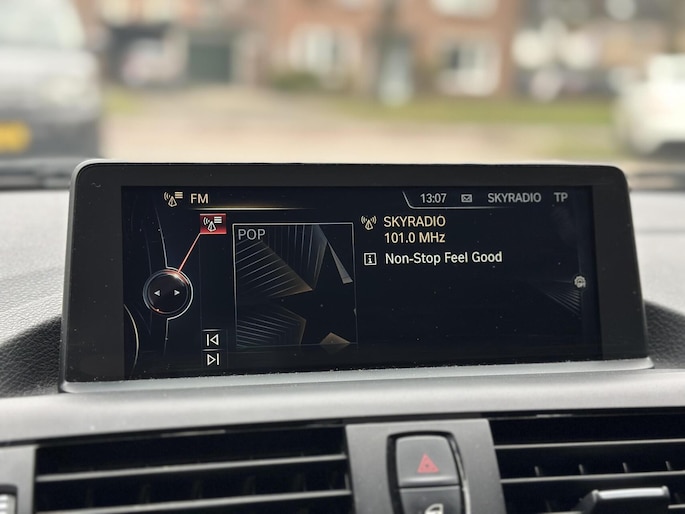 FM
13:07 SKYRADIO TP
POP
SKYRADIO
101.0 MHz
Non-Stop Feel Good